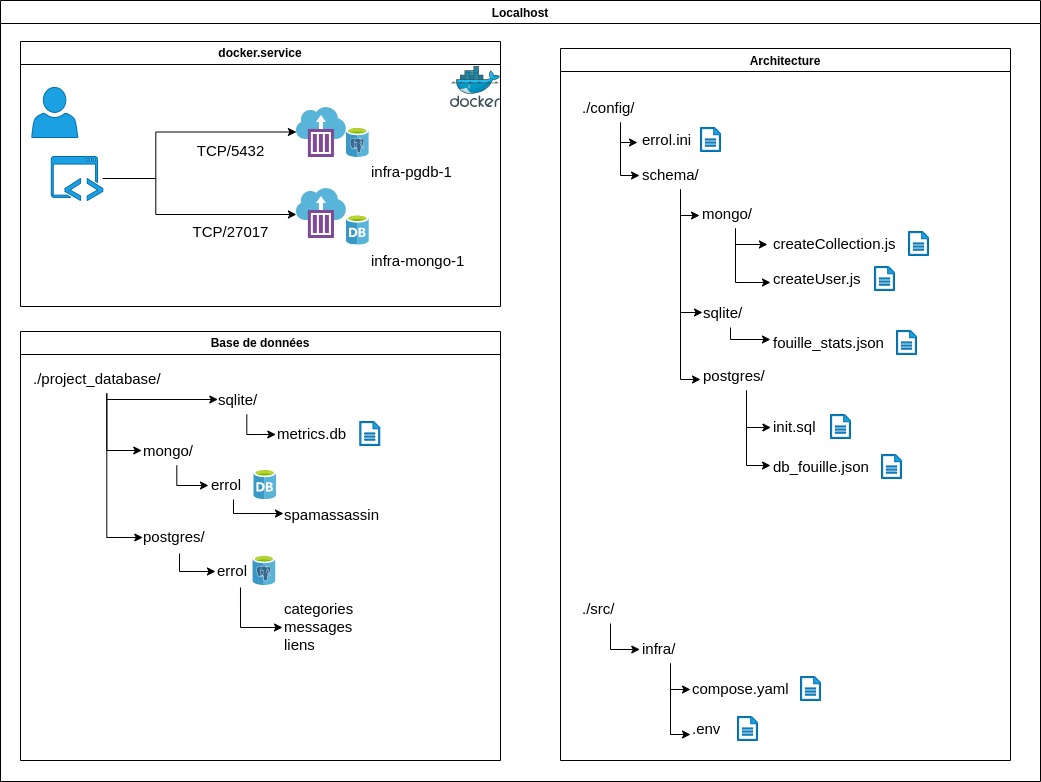 Localhost
docker.service
docker
TCP/5432
infra-pgdb-1
TCP/27017
DB
infra-mongo-1
Base de données
./project_database/
sqlite/
metrics.db
mongo/
errol
DB
spamassassin
postgres/
errol
categories
messages
liens
Architecture
./config/
errol.ini
schema/
mongo/
createCollection.js
createUser.js
sqlite/
fouille_stats.json
postgres/
init.sql
db_fouille.json
./src/
infra/
compose.yaml
.env